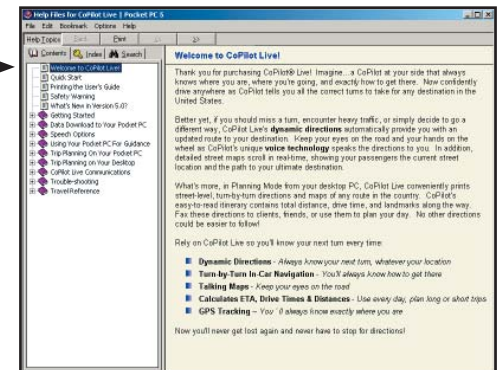 Help Files for CoPilot Live | Pocket PC 5
File Edit Bookmark Options Help
Help Topics Back Print << >>
Contents Index Search
Welcome to CoPilot Live!
Quick Start
Printing the User's Guide
Safety Warning
What's New in Version 5.0?
Getting Started
Data Download to Your Pocket PC
Speech Options
Using Your Pocket PC For Guidance
Trip Planning On Your Pocket PC
Trip Planning on Your Desktop
CoPilot Live Communications
Trouble-shooting
Travel Reference
Welcome to CoPilot Live!
Thank you for purchasing CoPilot® Live! Imagine...a CoPilot at your side that always
knows where you are, where you're going, and exactly how to get there. Now confidently
drive anywhere as CoPilot tells you all the correct turns to take for any destination in the
United States.
Better yet, if you should miss a turn, encounter heavy traffic, or simply decide to go a
different way, CoPilot Live's dynamic directions automatically provide you with an
updated route to your destination. Keep your eyes on the road and your hands on the
wheel as CoPilot's unique voice technology speaks the directions to you. In addition,
detailed street maps scroll in real-time, showing your passengers the current street
location and the path to your ultimate destination.
What's more, in Planning Mode from your desktop PC, CoPilot Live conveniently prints
street-level, turn-by-turn directions and maps of any route in the country. CoPilot's
easy-to-read itinerary contains total distance, drive time, and landmarks along the way.
Fax these directions to clients, friends, or use them to plan your day. No other directions
could be easier to follow!
Rely on CoPilot Live so you'll know your next turn every time:
Dynamic Directions - Always know your next turn, whatever your location
Turn-by-Turn In-Car Navigation - You'll always know how to get there
Talking Maps - Keep your eyes on the road
Calculates ETA, Drive Times & Distances - Use every day, plan long or short trips
GPS Tracking – You´ll always know exactly where you are
Now you'll never get lost again and never have to stop for directions!